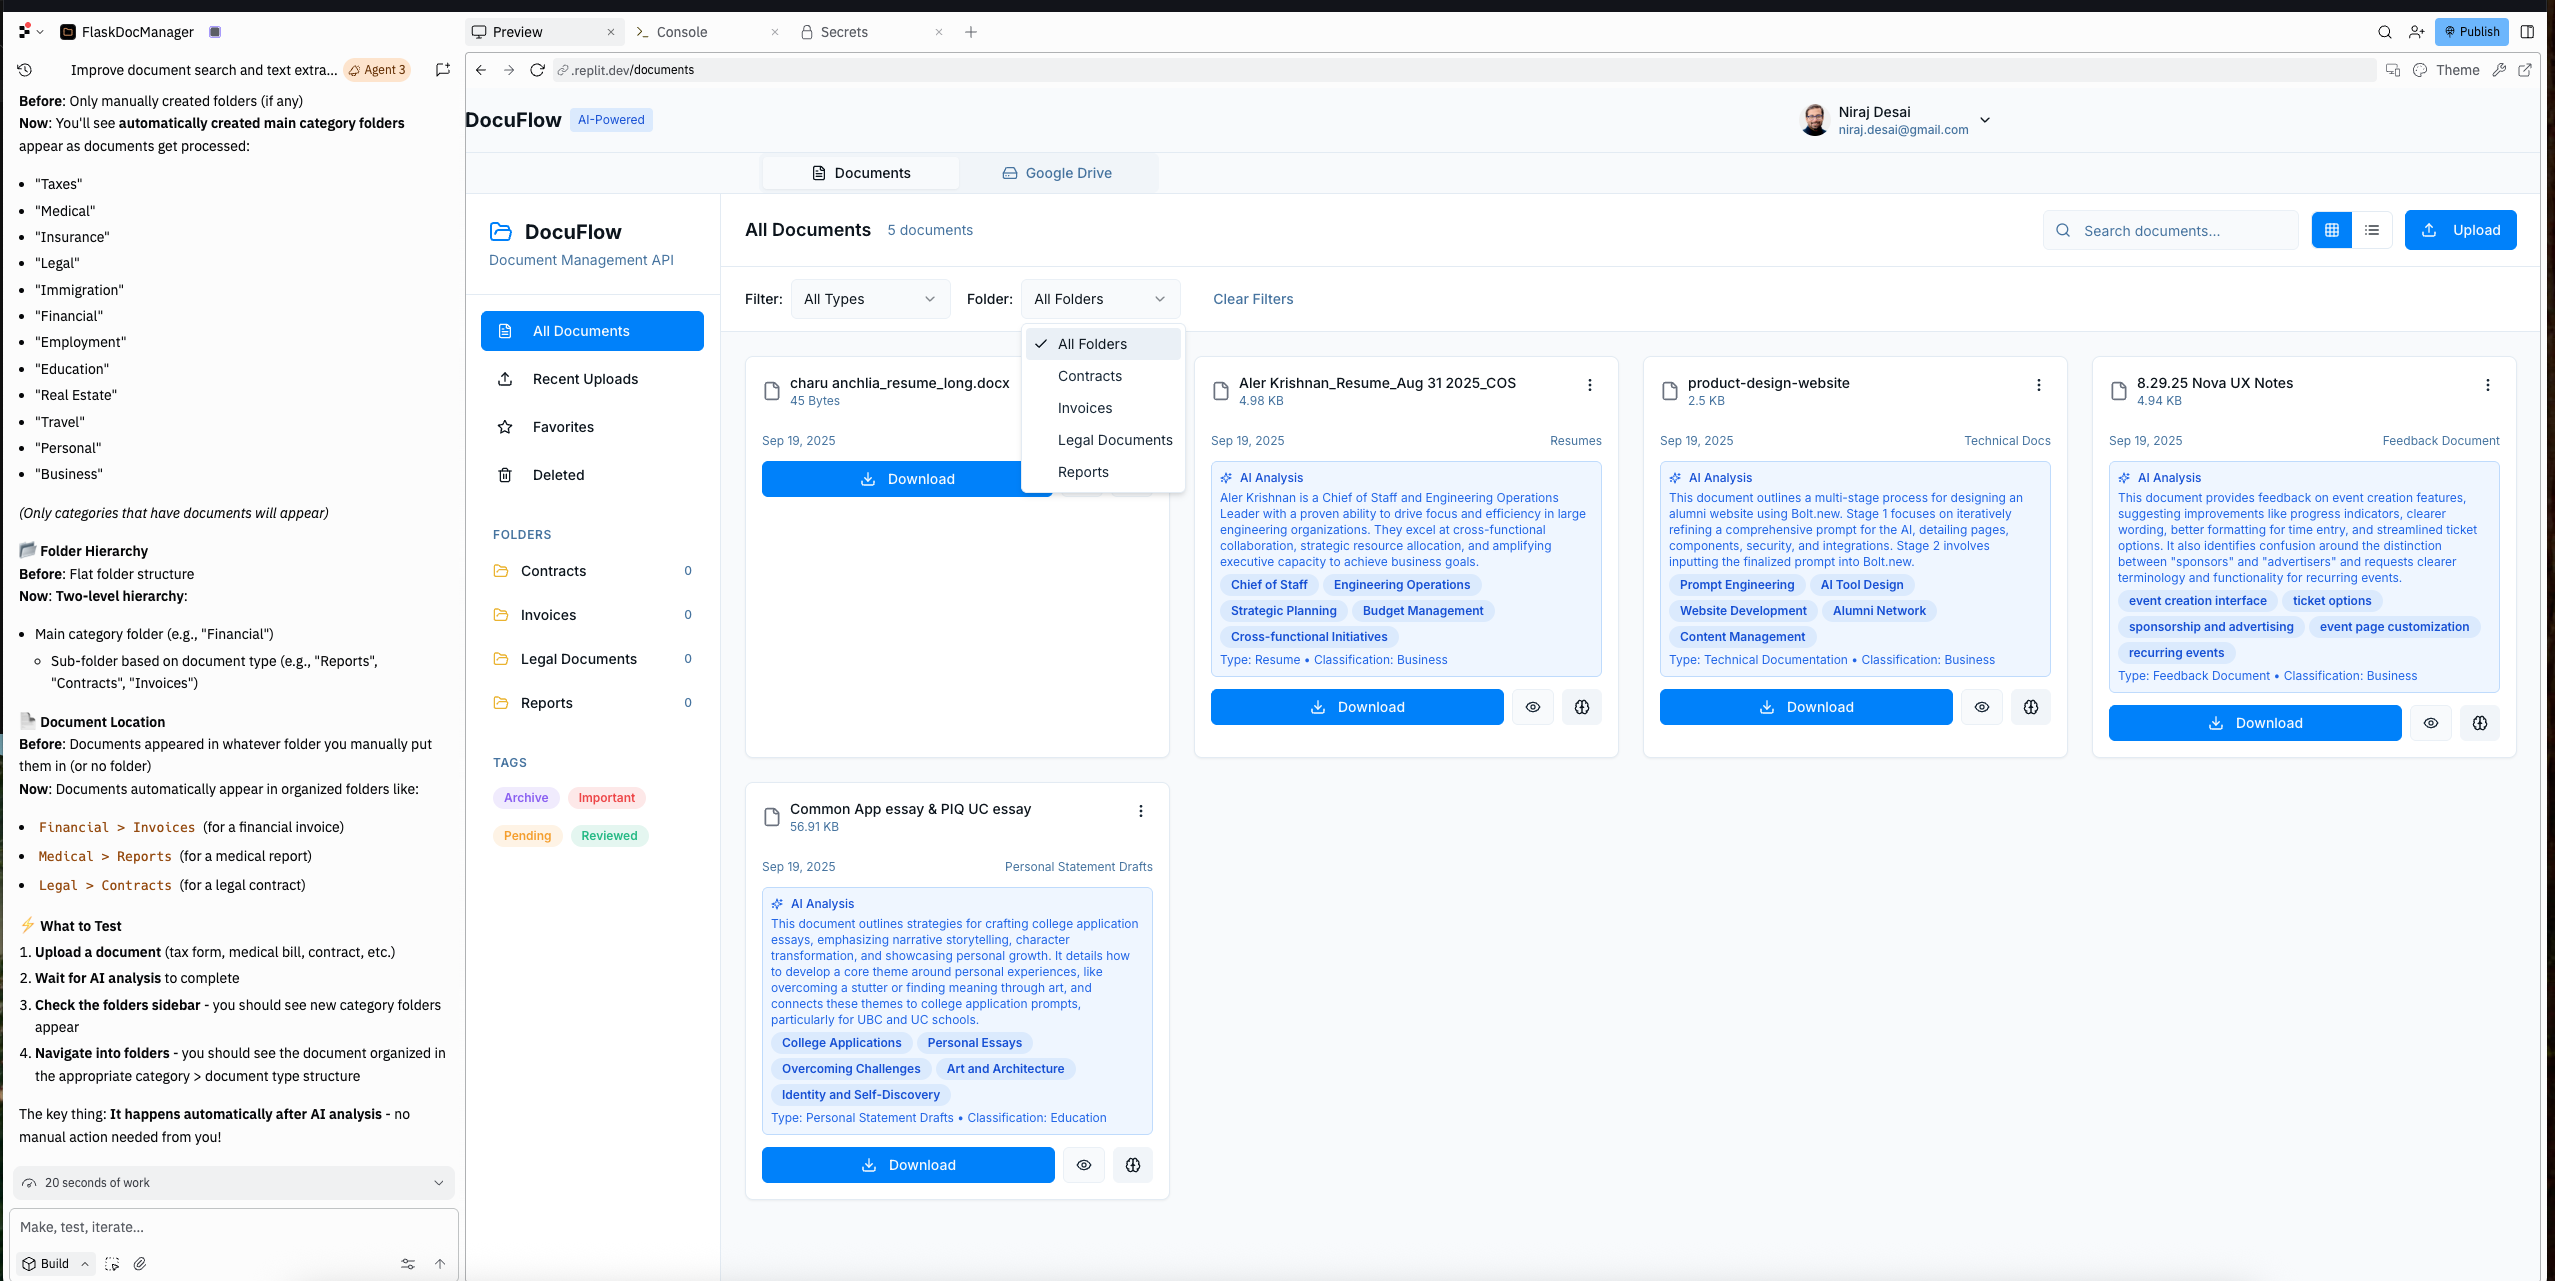 FlaskDocManager
Preview
Console
Secrets
Publish
Improve document search and text extra...
Agent 3
.replit.dev/documents
Theme
Before: Only manually created folders (if any)
Now: You'll see automatically created main category folders
appear as documents get processed:
"Taxes"
"Medical"
"Insurance"
"Legal"
"Immigration"
"Financial"
"Employment"
"Education"
"Real Estate"
"Travel"
"Personal"
"Business"
(Only categories that have documents will appear)
Folder Hierarchy
Before: Flat folder structure
Now: Two-level hierarchy:
Main category folder (e.g., "Financial")
Sub-folder based on document type (e.g., "Reports",
"Contracts", "Invoices")
Document Location
Before: Documents appeared in whatever folder you manually put
them in (or no folder)
Now: Documents automatically appear in organized folders like:
Financial > Invoices (for a financial invoice)
Medical > Reports (for a medical report)
Legal > Contracts (for a legal contract)
What to Test
1. Upload a document (tax form, medical bill, contract, etc.)
2. Wait for AI analysis to complete
3. Check the folders sidebar - you should see new category folders
appear
4. Navigate into folders - you should see the document organized in
the appropriate category > document type structure
The key thing: It happens automatically after AI analysis - no
manual action needed from you!
20 seconds of work
Make, test, iterate...
Build
DocuFlow
AI-Powered
Niraj Desai
niraj.desai@gmail.com
Documents
Google Drive
DocuFlow
Document Management API
All Documents
Recent Uploads
Favorites
Deleted
FOLDERS
Contracts 0
Invoices 0
Legal Documents 0
Reports 0
TAGS
Archive Important
Pending Reviewed
All Documents 5 documents
Search documents...
Upload
Filter: All Types Folder: All Folders Clear Filters
All Folders
Contracts
Invoices
Legal Documents
Reports
charu anchlia_resume_long.docx
45 Bytes
Sep 19, 2025
Download
Aler Krishnan_Resume_Aug 31 2025_COS
4.98 KB
Sep 19, 2025 Resumes
AI Analysis
Aler Krishnan is a Chief of Staff and Engineering Operations
Leader with a proven ability to drive focus and efficiency in large
engineering organizations. They excel at cross-functional
collaboration, strategic resource allocation, and amplifying
executive capacity to achieve business goals.
Chief of Staff Engineering Operations
Strategic Planning Budget Management
Cross-functional Initiatives
Type: Resume • Classification: Business
Download
product-design-website
2.5 KB
Sep 19, 2025 Technical Docs
AI Analysis
This document outlines a multi-stage process for designing an
alumni website using Bolt.new. Stage 1 focuses on iteratively
refining a comprehensive prompt for the AI, detailing pages,
components, security, and integrations. Stage 2 involves
inputting the finalized prompt into Bolt.new.
Prompt Engineering AI Tool Design
Website Development Alumni Network
Content Management
Type: Technical Documentation • Classification: Business
Download
8.29.25 Nova UX Notes
4.94 KB
Sep 19, 2025 Feedback Document
AI Analysis
This document provides feedback on event creation features,
suggesting improvements like progress indicators, clearer
wording, better formatting for time entry, and streamlined ticket
options. It also identifies confusion around the distinction
between "sponsors" and "advertisers" and requests clearer
terminology and functionality for recurring events.
event creation interface ticket options
sponsorship and advertising event page customization
recurring events
Type: Feedback Document • Classification: Business
Download
Common App essay & PIQ UC essay
56.91 KB
Sep 19, 2025 Personal Statement Drafts
AI Analysis
This document outlines strategies for crafting college application
essays, emphasizing narrative storytelling, character
transformation, and showcasing personal growth. It details how
to develop a core theme around personal experiences, like
overcoming a stutter or finding meaning through art, and
connects these themes to college application prompts,
particularly for UBC and UC schools.
College Applications Personal Essays
Overcoming Challenges Art and Architecture
Identity and Self-Discovery
Type: Personal Statement Drafts • Classification: Education
Download